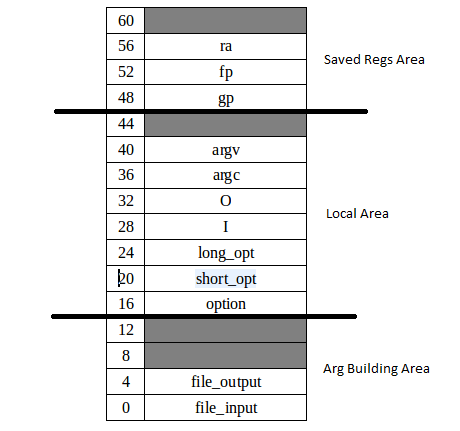 60
56 ra
52 fp
48 gp
Saved Regs Area
44
40 argv
36 argc
32 O
28 I
24 long_opt
20 short_opt
16 option
Local Area
12
8
4 file_output
0 file_input
Arg Building Area